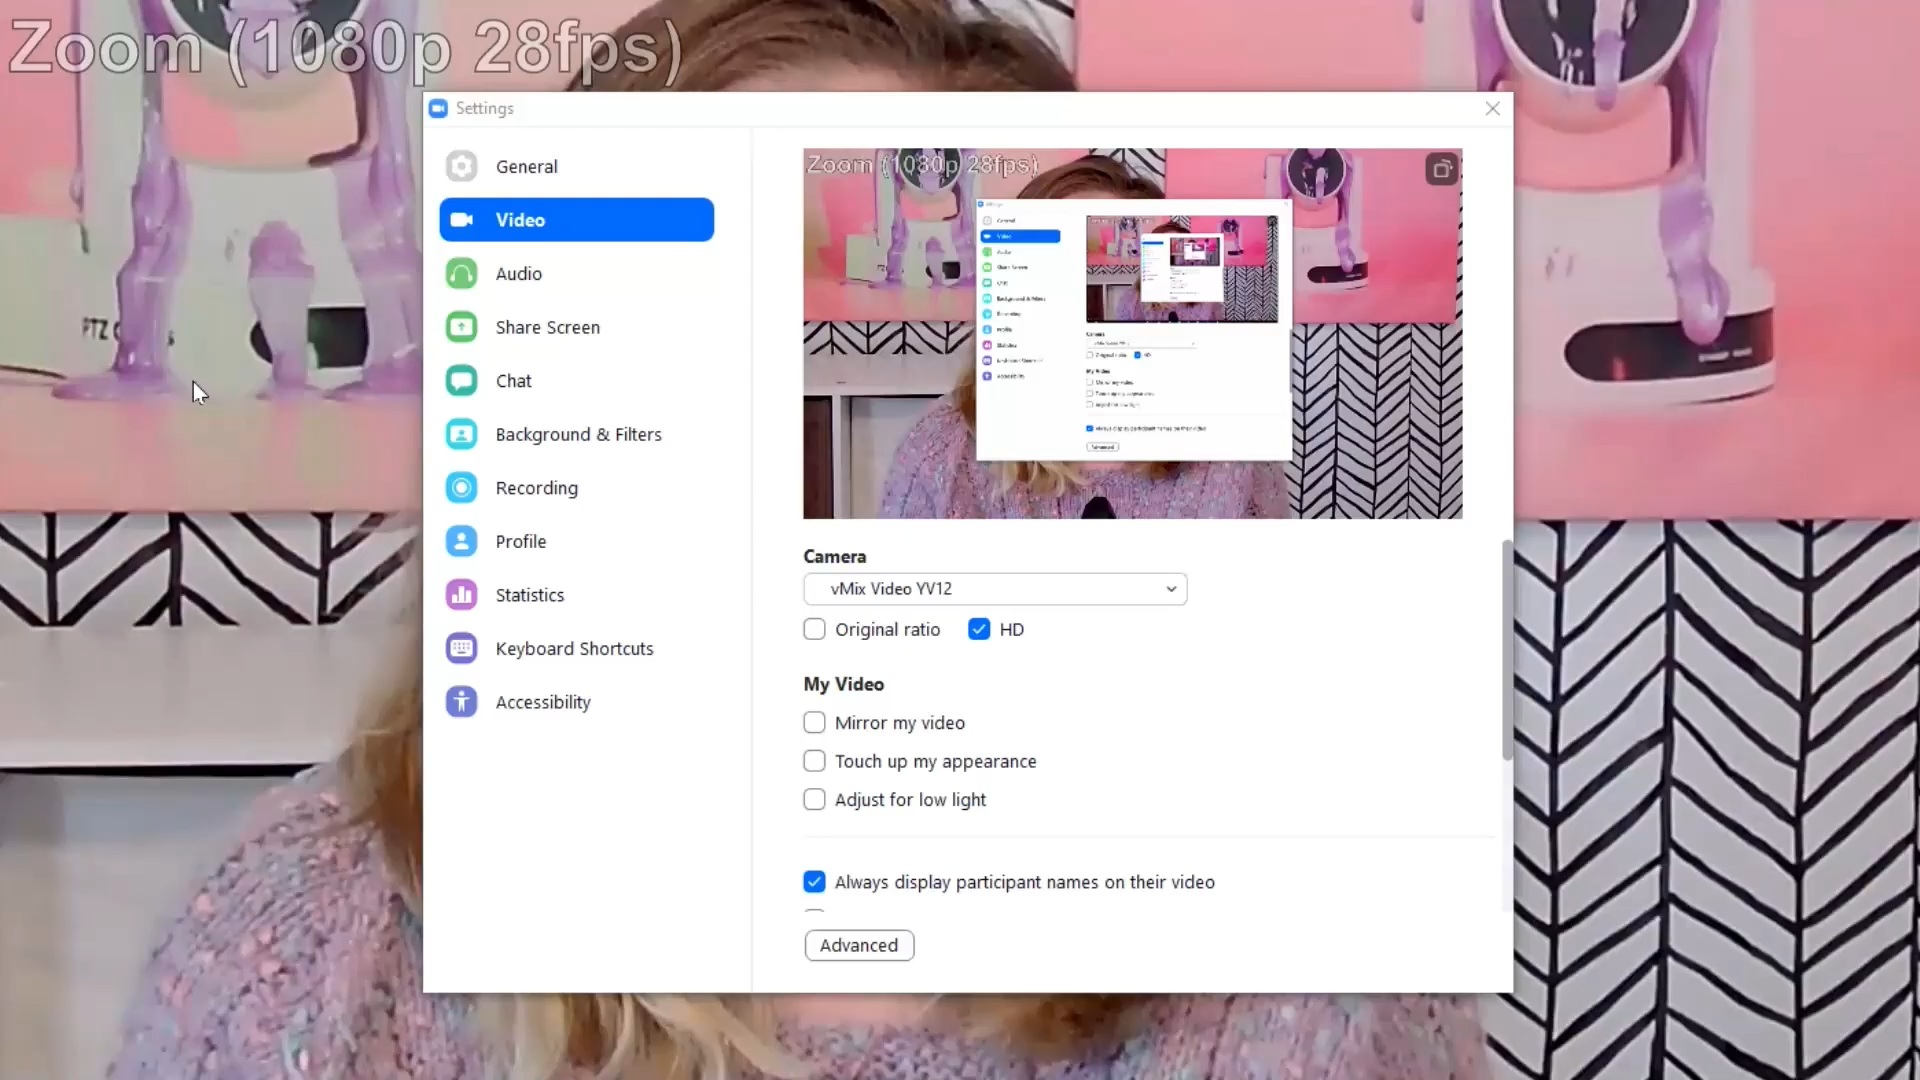 Zoom (1080p 28fps)
Settings
General
Video
Audio
Share Screen
Chat
Background & Filters
Recording
Profile
Statistics
Keyboard Shortcuts
Accessibility
Zoom (1080p 28fps)
Camera
vMix Video YV12
Original ratio
HD
My Video
Mirror my video
Touch up my appearance
Adjust for low light
Always display participant names on their video
Advanced
PTZ